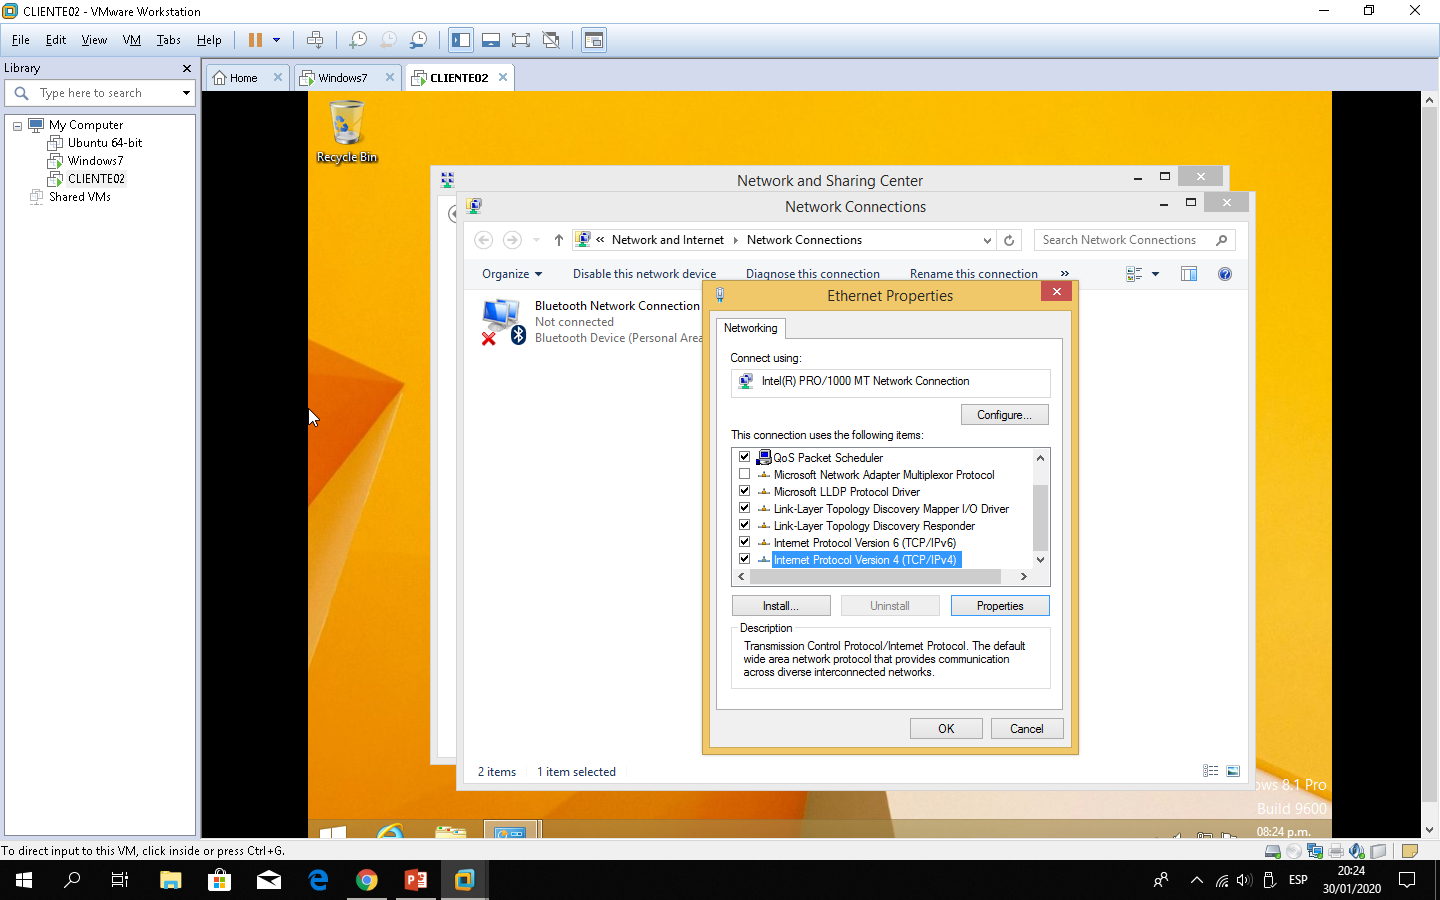 CLIENTE02 - VMware Workstation
File Edit View VM Tabs Help
Library
Home Windows7 CLIENTE02
Type here to search
My Computer
Ubuntu 64-bit
Windows7
CLIENTE02
Shared VMs
Recycle Bin
Network and Sharing Center
Network Connections
« Network and Internet Network Connections
Search Network Connections
Organize Disable this network device Diagnose this connection Rename this connection »
Bluetooth Network Connection
Not connected
Bluetooth Device (Personal Area
Ethernet Properties
Networking
Connect using:
Intel(R) PRO/1000 MT Network Connection
Configure...
This connection uses the following items:
QoS Packet Scheduler
Microsoft Network Adapter Multiplexor Protocol
Microsoft LLDP Protocol Driver
Link-Layer Topology Discovery Mapper I/O Driver
Link-Layer Topology Discovery Responder
Internet Protocol Version 6 (TCP/IPv6)
Internet Protocol Version 4 (TCP/IPv4)
Install... Uninstall Properties
Description
Transmission Control Protocol/Internet Protocol. The default
wide area network protocol that provides communication
across diverse interconnected networks.
OK Cancel
2 items 1 item selected
ows 8.1 Pro
Build 9600
08:24 p.m.
To direct input to this VM, click inside or press Ctrl+G.
ESP
20:24
30/01/2020